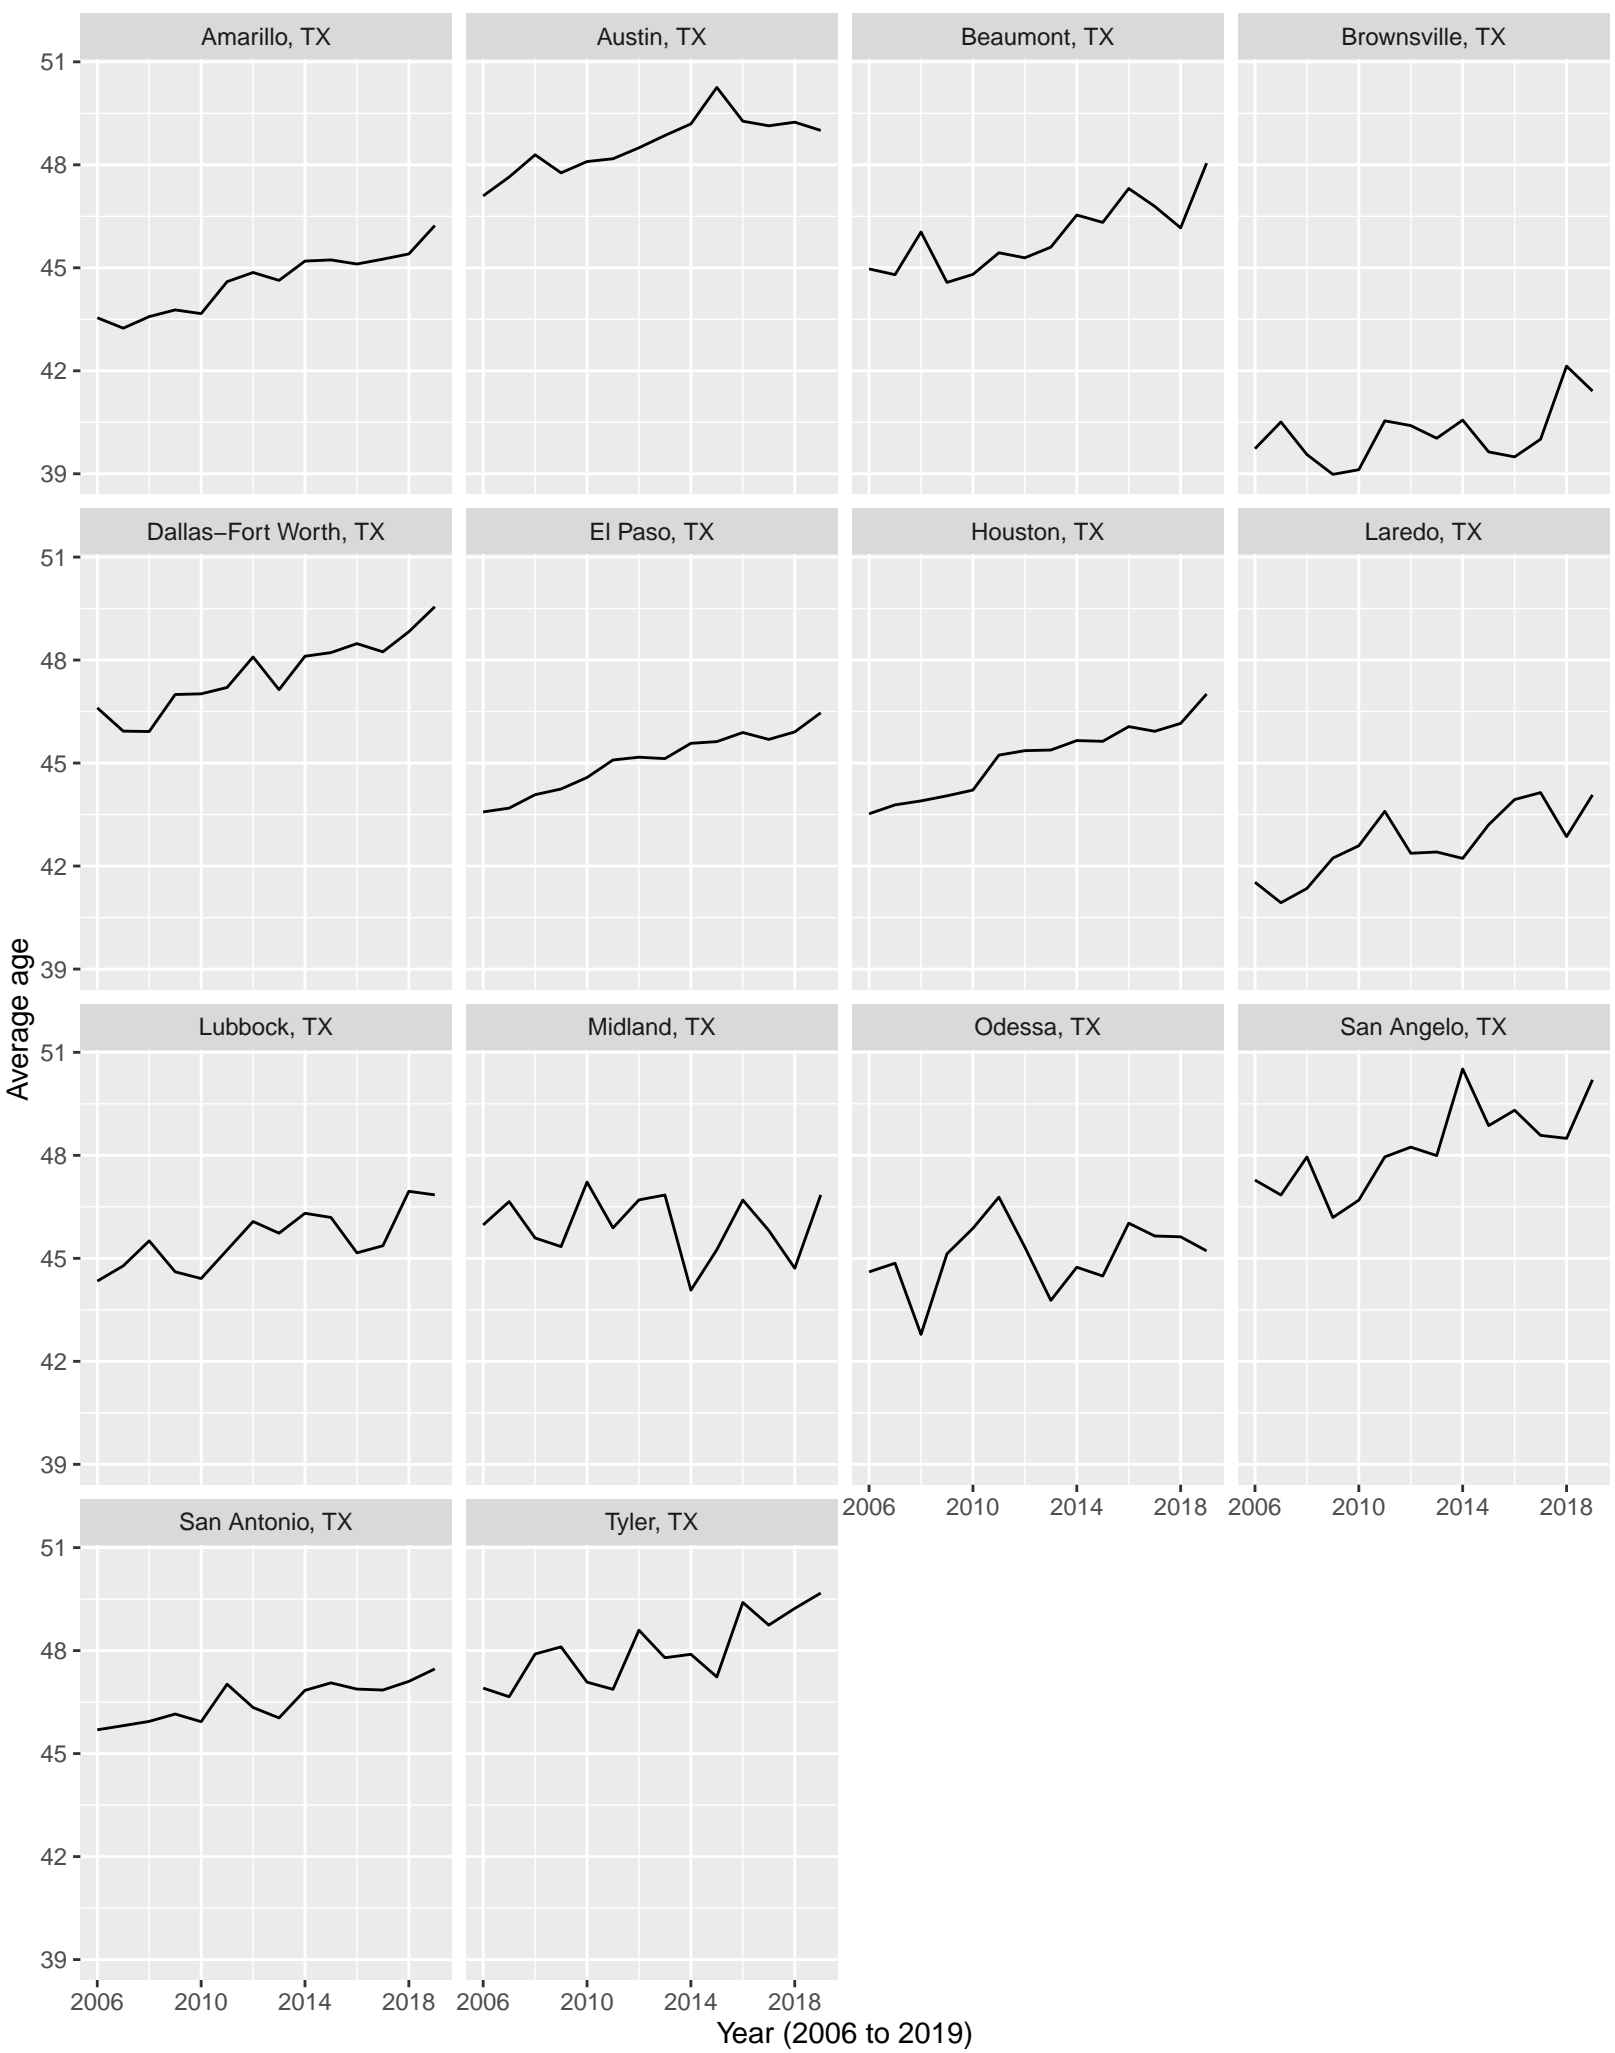 Amarillo, TX
Austin, TX
Beaumont, TX
Brownsville, TX
51
48
45
42
39
Dallas−Fort Worth, TX
El Paso, TX
Houston, TX
Laredo, TX
51
48
45
42
39
Average age
Lubbock, TX
Midland, TX
Odessa, TX
San Angelo, TX
51
48
45
42
39
2006 2010 2014 2018
2006 2010 2014 2018
San Antonio, TX
Tyler, TX
51
48
45
42
39
2006 2010 2014 2018
2006 2010 2014 2018
Year (2006 to 2019)